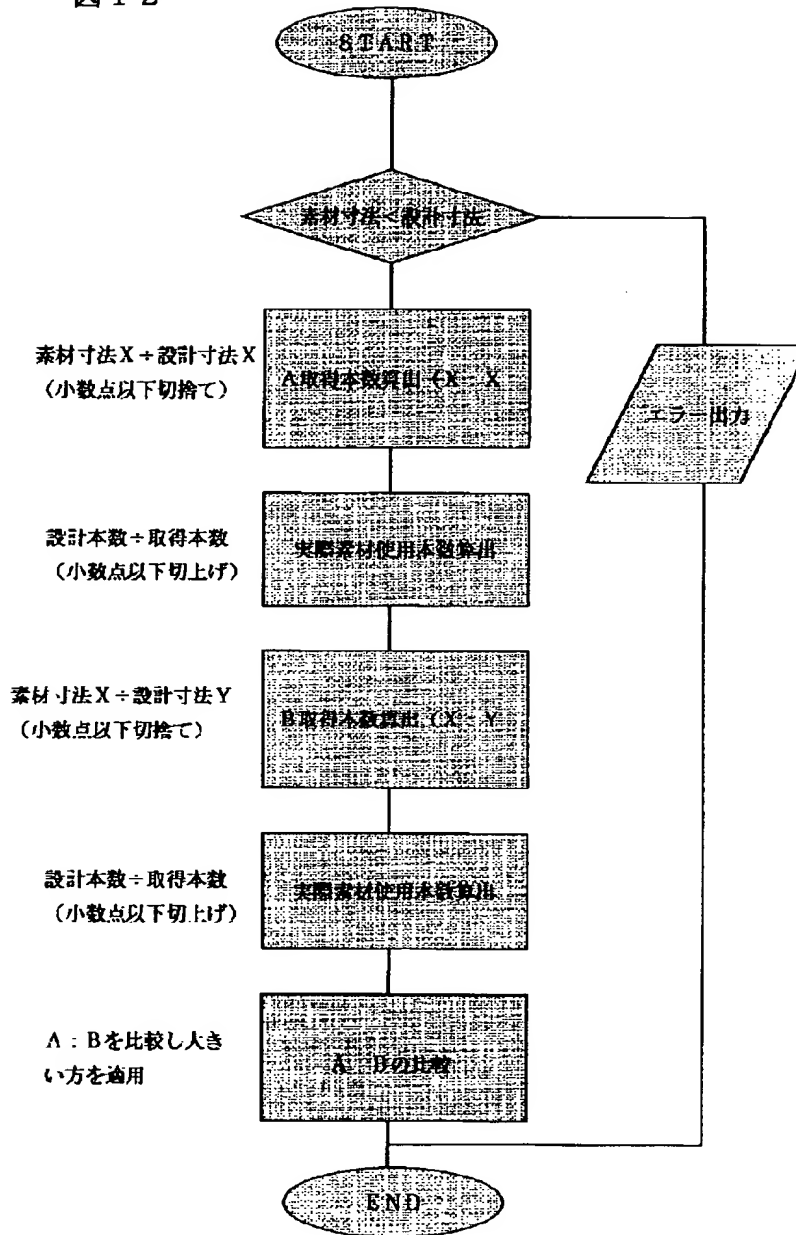 図12
START
素材寸法<設計寸法
素材寸法X÷設計寸法X
(小数点以下切捨て)
A取得本数算出(X-X
エラー出力
設計本数÷取得本数
(小数点以下切上げ)
実際素材使用本数算出
素材寸法X÷設計寸法Y
(小数点以下切捨て)
B取得本数算出(X-Y
設計本数÷取得本数
(小数点以下切上げ)
実際素材使用本数算出
A:Bを比較し大き
い方を適用
A:Bの比較
END